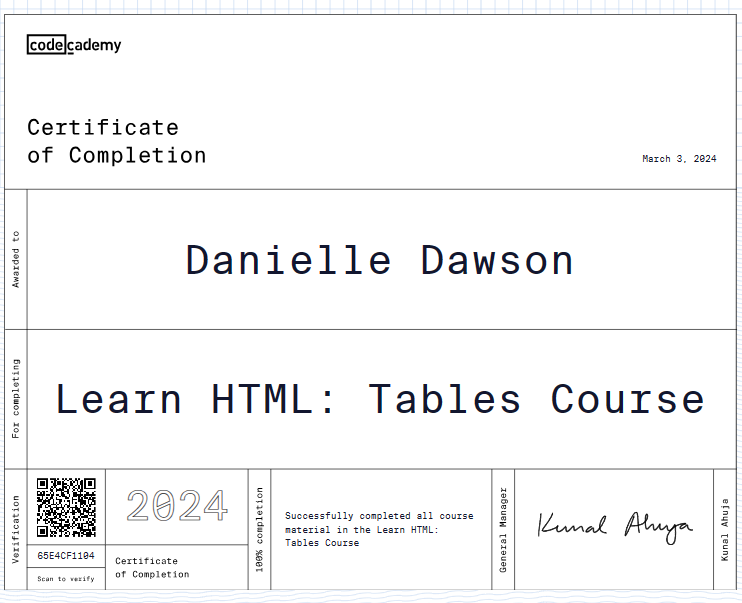 codecademy
Certificate
of Completion
March 3, 2024
Awarded to
Danielle Dawson
For completing
Learn HTML: Tables Course
Verification
65E4CF1104
Scan to verify
2024
Certificate
of Completion
100% completion
Successfully completed all course
material in the Learn HTML:
Tables Course
General Manager
Kunal Ahuja
Kunal Ahuja